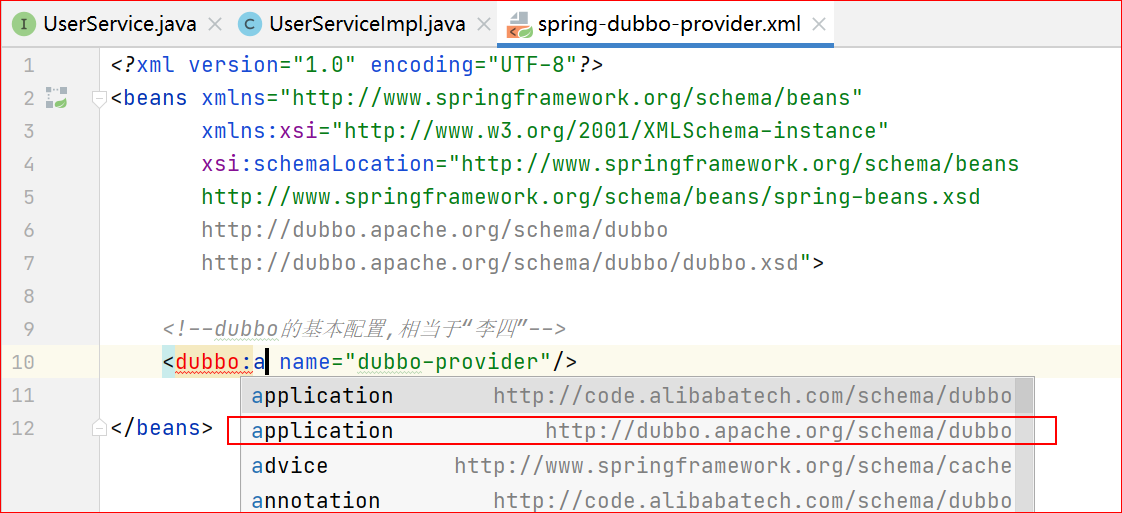 I UserService.java × C UserServiceImpl.java × spring-dubbo-provider.xml ×
1 <?xml version="1.0" encoding="UTF-8"?>
2 <beans xmlns="http://www.springframework.org/schema/beans"
3 xmlns:xsi="http://www.w3.org/2001/XMLSchema-instance"
4 xsi:schemaLocation="http://www.springframework.org/schema/beans
5 http://www.springframework.org/schema/beans/spring-beans.xsd
6 http://dubbo.apache.org/schema/dubbo
7 http://dubbo.apache.org/schema/dubbo/dubbo.xsd">
8
9 <!--dubbo的基本配置,相当于“李四”-->
10 <dubbo:a name="dubbo-provider"/>
11 application http://code.alibabatech.com/schema/dubbo
12 </beans> application http://dubbo.apache.org/schema/dubbo
advice http://www.springframework.org/schema/cache
annotation http://code.alibabatech.com/schema/dubbo